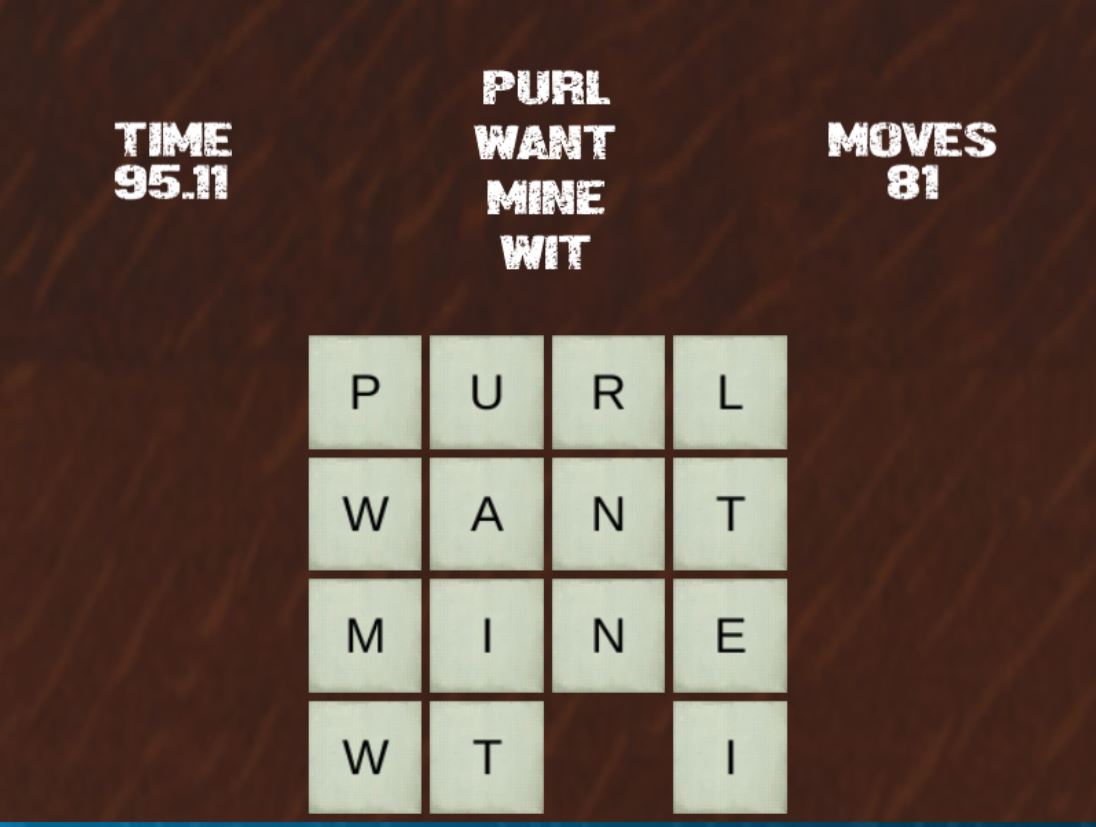 PURL
WANT
MINE
WIT
TIME
95.11
MOVES
81
P U R L
W A N T
M I N E
W T I